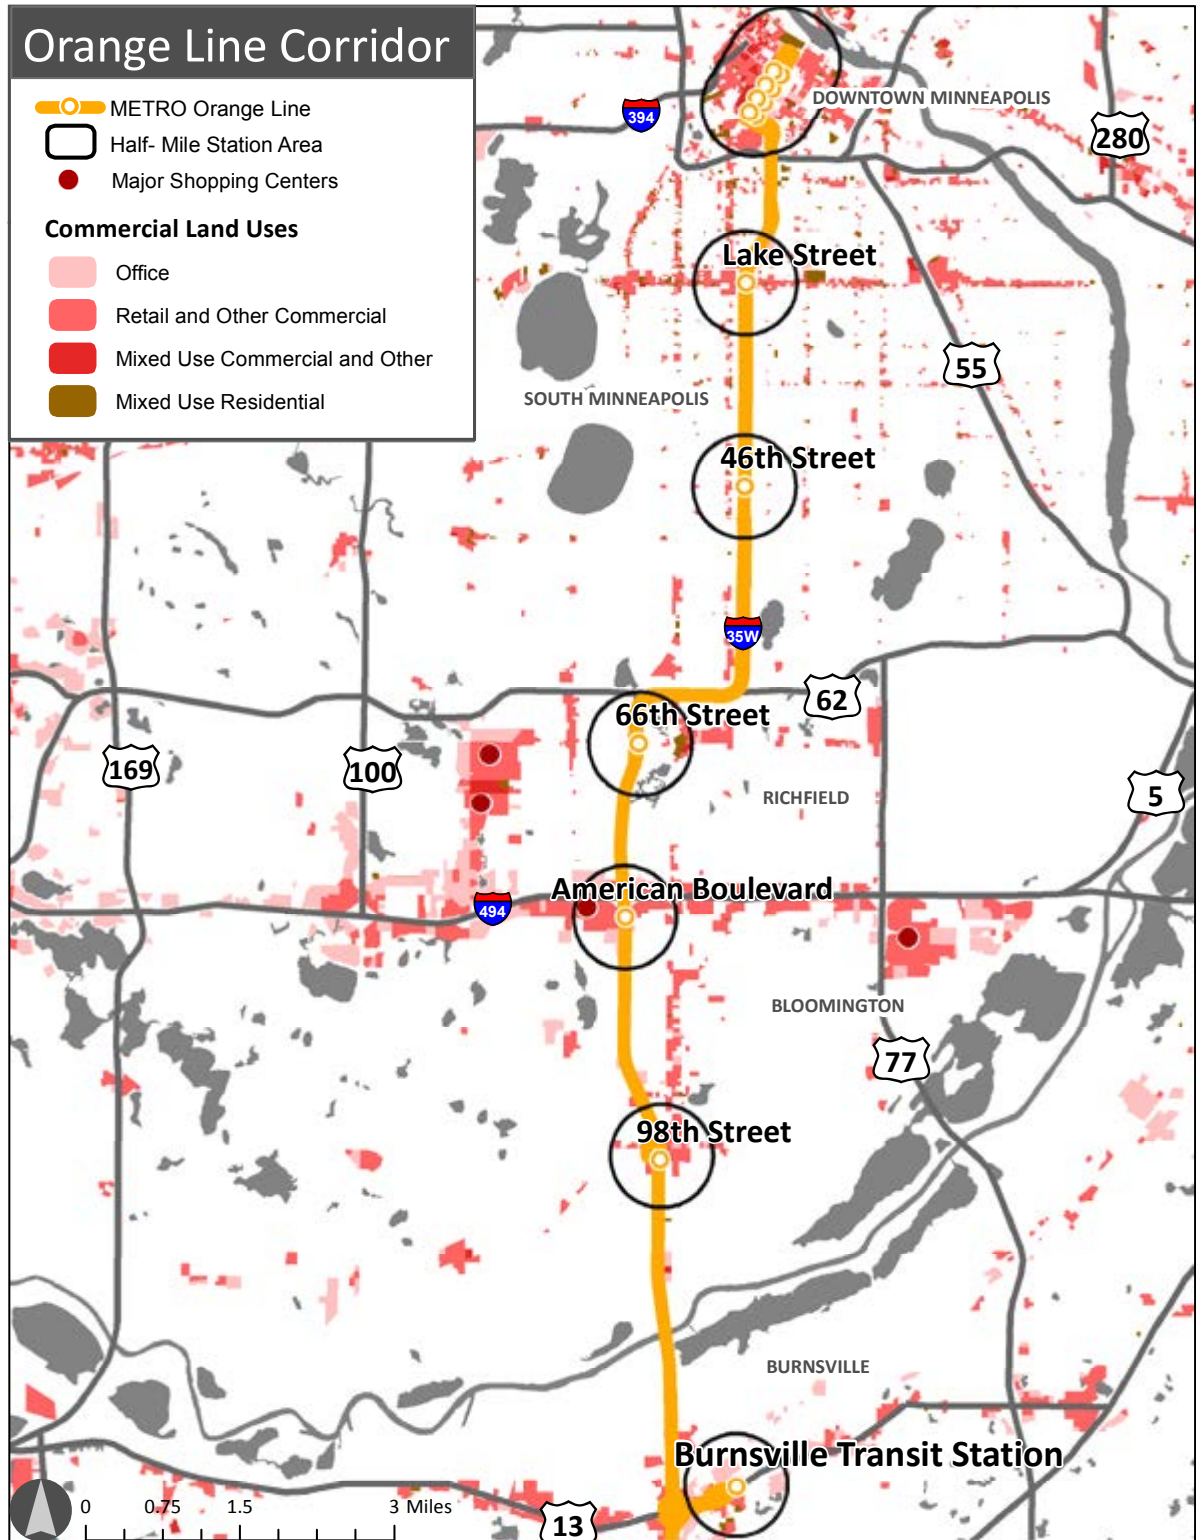 Orange Line Corridor
METRO Orange Line
Half- Mile Station Area
Major Shopping Centers
Commercial Land Uses
Office
Retail and Other Commercial
Mixed Use Commercial and Other
Mixed Use Residential
394
DOWNTOWN MINNEAPOLIS
280
Lake Street
55
SOUTH MINNEAPOLIS
46th Street
35W
62
66th Street
169
100
5
RICHFIELD
American Boulevard
494
BLOOMINGTON
77
98th Street
BURNSVILLE
Burnsville Transit Station
0 0.75 1.5 3 Miles
13